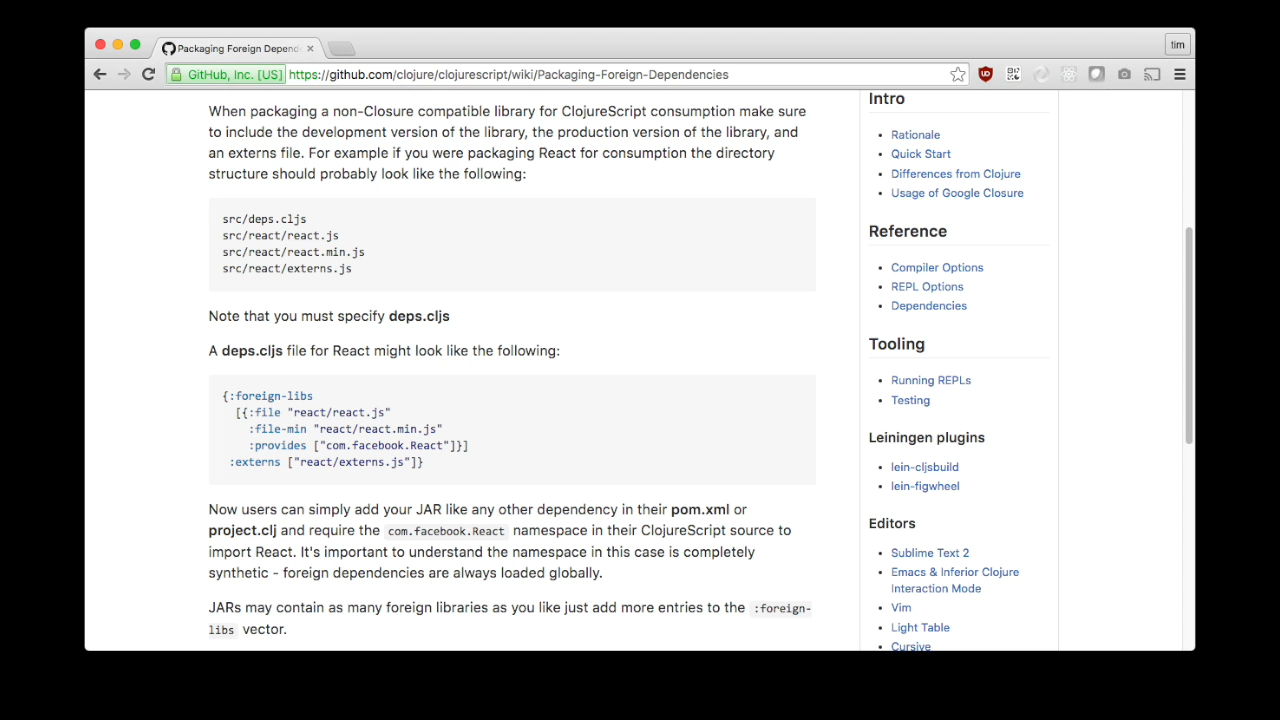 Packaging Foreign Depend
tim
GitHub, Inc. [US] https://github.com/clojure/clojurescript/wiki/Packaging-Foreign-Dependencies
When packaging a non-Closure compatible library for ClojureScript consumption make sure
to include the development version of the library, the production version of the library, and
an externs file. For example if you were packaging React for consumption the directory
structure should probably look like the following:
src/deps.cljs
src/react/react.js
src/react/react.min.js
src/react/externs.js
Note that you must specify deps.cljs
A deps.cljs file for React might look like the following:
{:foreign-libs
[{:file "react/react.js"
:file-min "react/react.min.js"
:provides ["com.facebook.React"]}]
:externs ["react/externs.js"]}
Now users can simply add your JAR like any other dependency in their pom.xml or
project.clj and require the com.facebook.React namespace in their ClojureScript source to
import React. It's important to understand the namespace in this case is completely
synthetic - foreign dependencies are always loaded globally.
JARs may contain as many foreign libraries as you like just add more entries to the :foreign-
libs vector.
Intro
Rationale
Quick Start
Differences from Clojure
Usage of Google Closure
Reference
Compiler Options
REPL Options
Dependencies
Tooling
Running REPLs
Testing
Leiningen plugins
lein-cljsbuild
lein-figwheel
Editors
Sublime Text 2
Emacs & Inferior Clojure
Interaction Mode
Vim
Light Table
Cursive